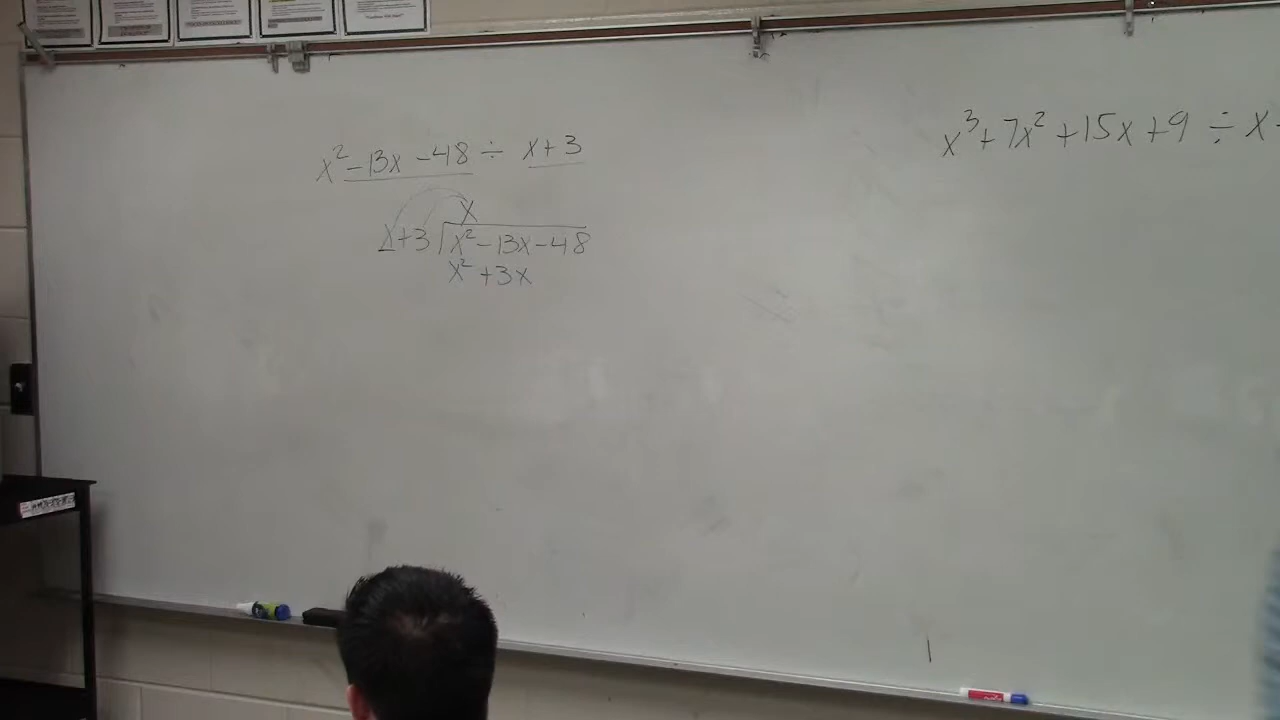 x² - 13x - 48 ÷ x + 3
x
x + 3 √ x² - 13x - 48
x² + 3x
x³ + 7x² + 15x + 9 ÷ x